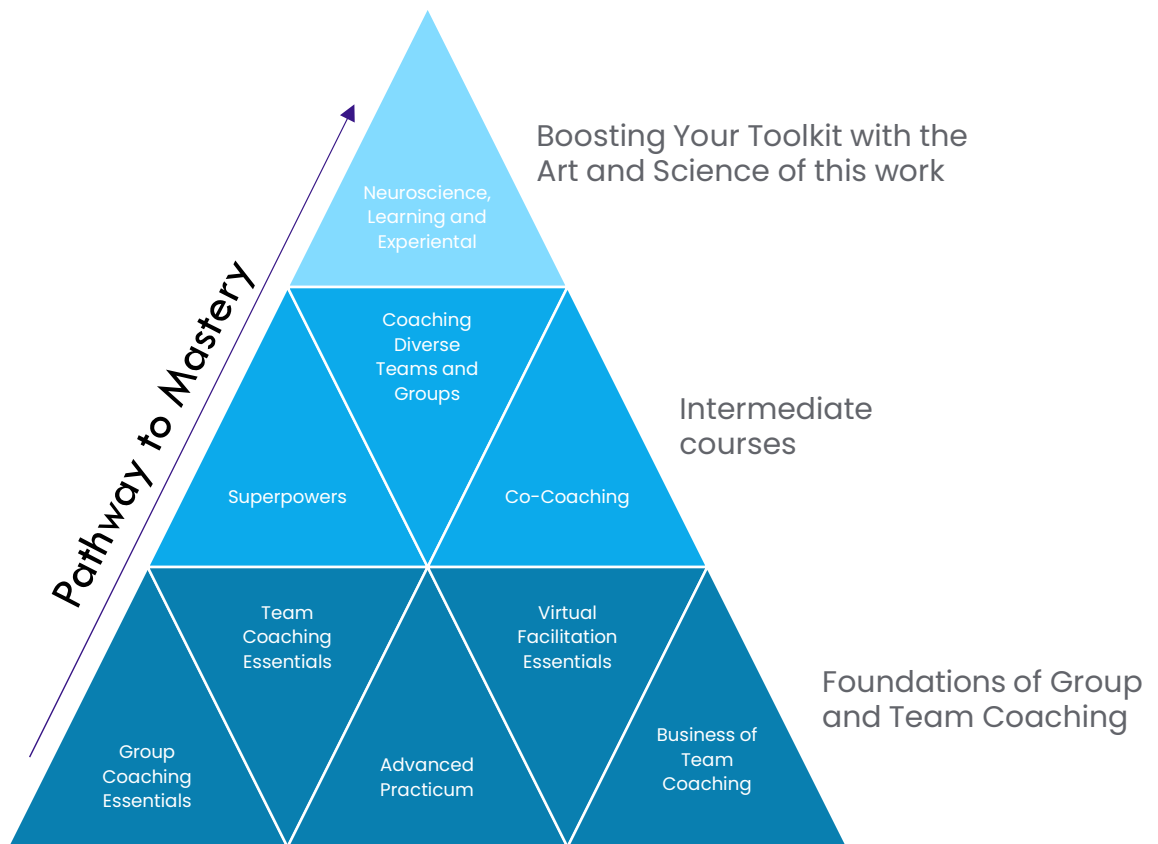 Boosting Your Toolkit with the
Art and Science of this work
Neuroscience,
Learning and
Experiental
Pathway to Mastery
Coaching
Diverse
Teams and
Groups
Intermediate
courses
Superpowers
Co-Coaching
Team
Coaching
Essentials
Virtual
Facilitation
Essentials
Foundations of Group
and Team Coaching
Group
Coaching
Essentials
Advanced
Practicum
Business of
Team
Coaching